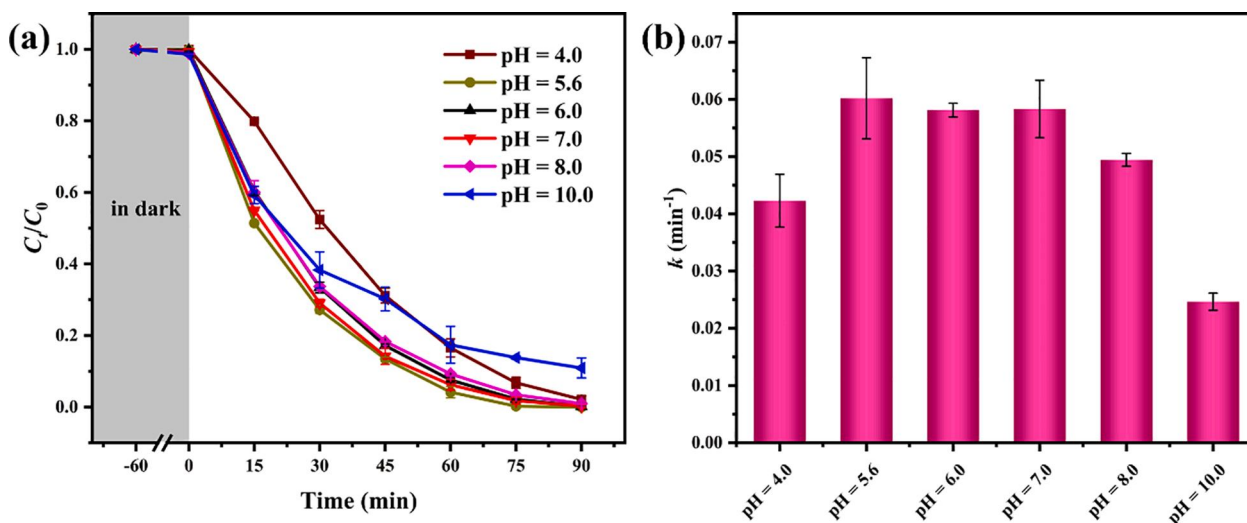 (a)
C_t/C_0
1.0
0.8
0.6
0.4
0.2
0.0
in dark
pH = 4.0
pH = 5.6
pH = 6.0
pH = 7.0
pH = 8.0
pH = 10.0
-60
0
15
30
45
60
75
90
Time (min)
(b)
k (min⁻¹)
0.07
0.06
0.05
0.04
0.03
0.02
0.01
0.00
pH = 4.0
pH = 5.6
pH = 6.0
pH = 7.0
pH = 8.0
pH = 10.0